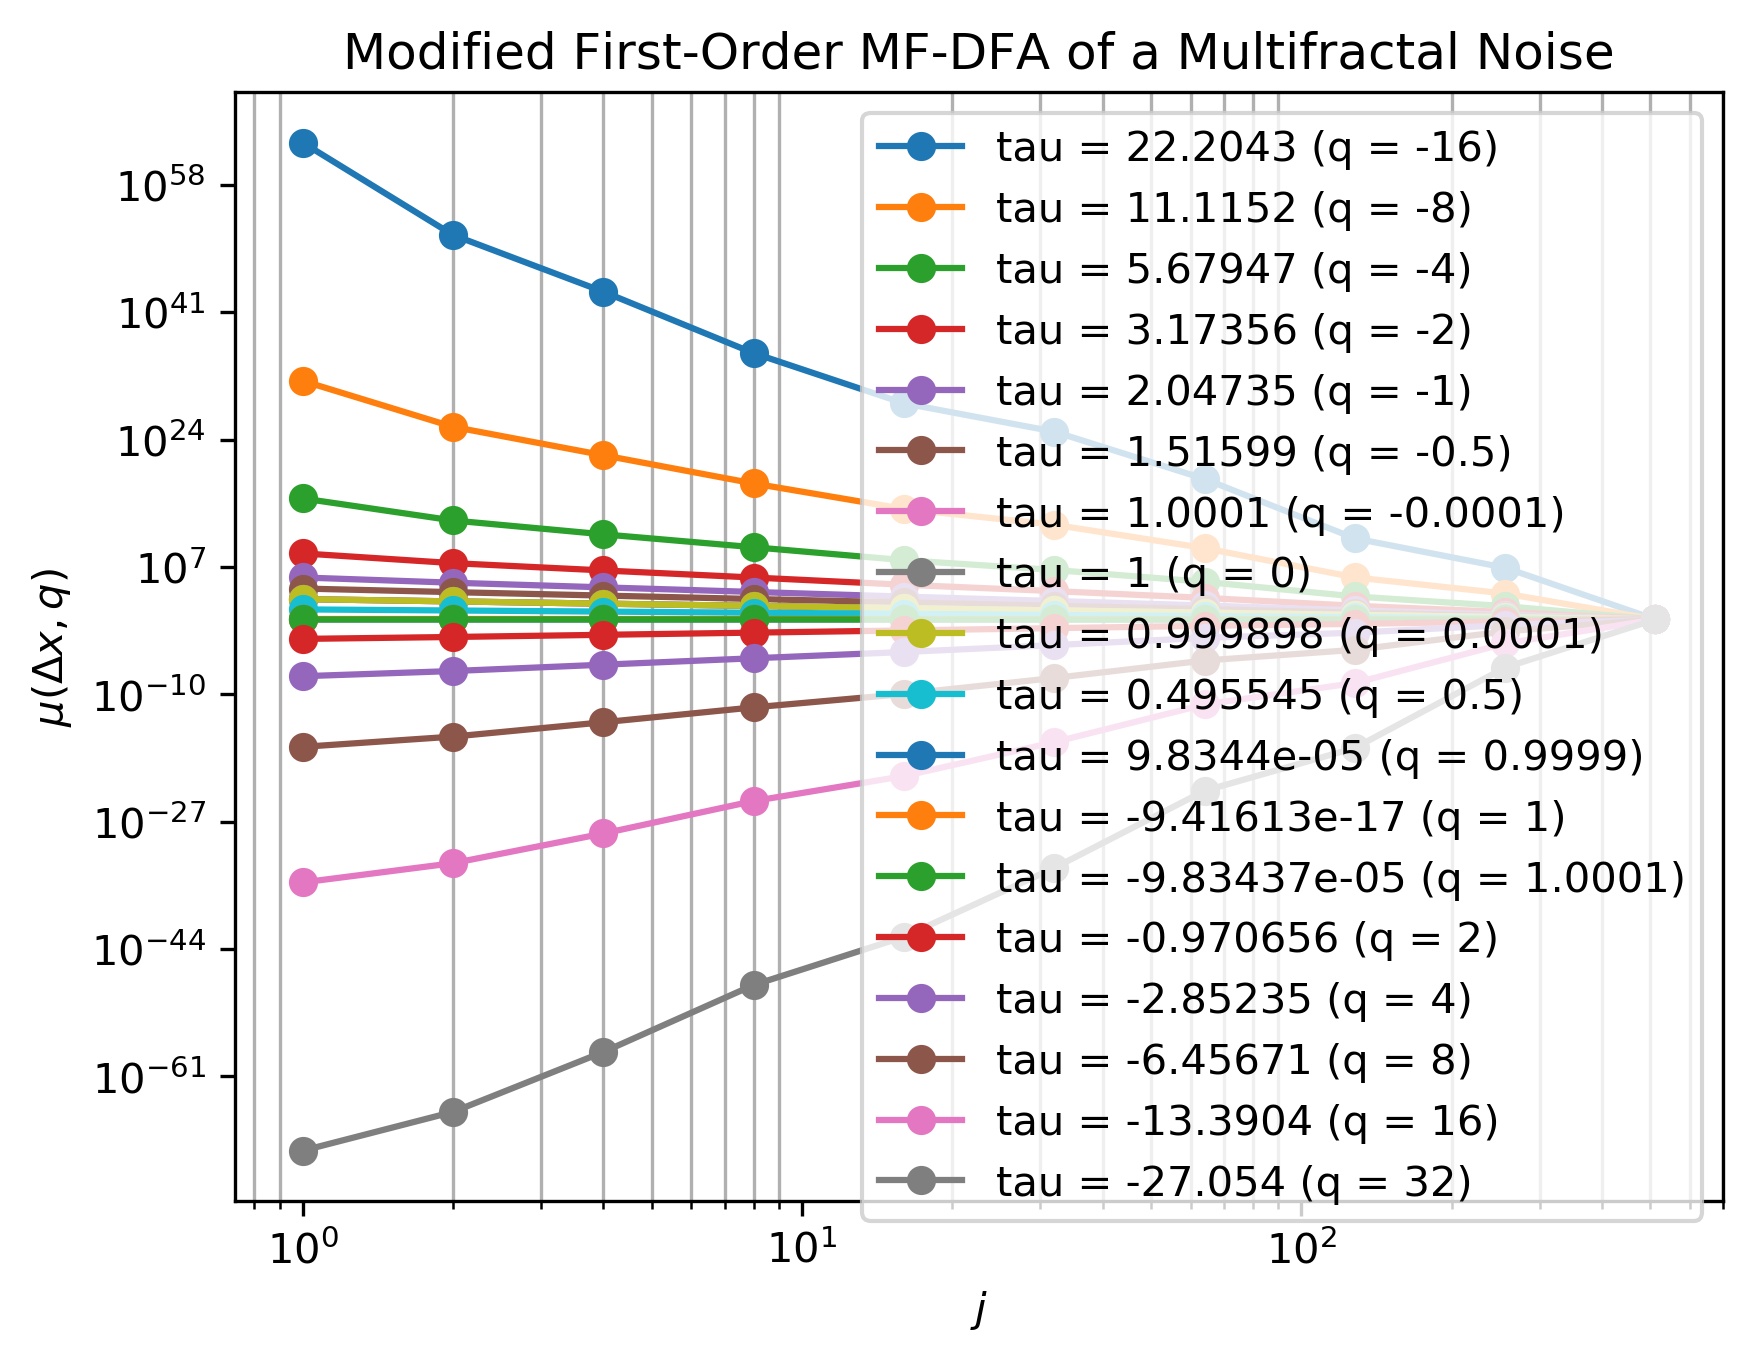 Modified First-Order MF-DFA of a Multifractal Noise
10^58
10^41
10^24
10^7
10^−10
10^−27
10^−44
10^−61
μ(Δx, q)
tau = 22.2043 (q = -16)
tau = 11.1152 (q = -8)
tau = 5.67947 (q = -4)
tau = 3.17356 (q = -2)
tau = 2.04735 (q = -1)
tau = 1.51599 (q = -0.5)
tau = 1.0001 (q = -0.0001)
tau = 1 (q = 0)
tau = 0.999898 (q = 0.0001)
tau = 0.495545 (q = 0.5)
tau = 9.8344e-05 (q = 0.9999)
tau = -9.41613e-17 (q = 1)
tau = -9.83437e-05 (q = 1.0001)
tau = -0.970656 (q = 2)
tau = -2.85235 (q = 4)
tau = -6.45671 (q = 8)
tau = -13.3904 (q = 16)
tau = -27.054 (q = 32)
10^0 10^1 10^2
j